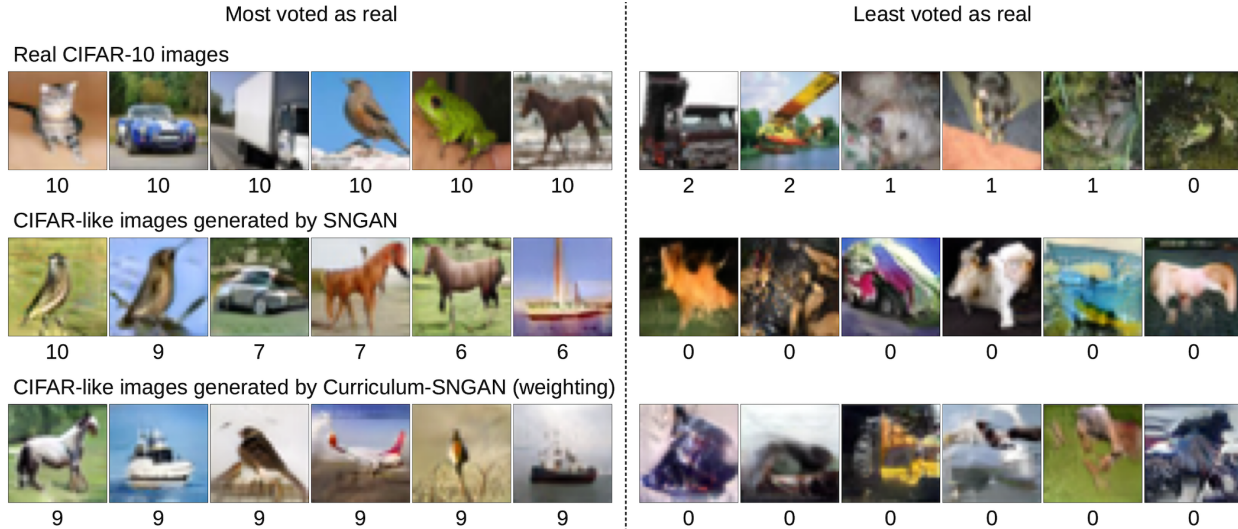 Most voted as real
Least voted as real
Real CIFAR-10 images
10 10 10 10 10 10 2 2 1 1 1 0
CIFAR-like images generated by SNGAN
10 9 7 7 6 6 0 0 0 0 0 0
CIFAR-like images generated by Curriculum-SNGAN (weighting)
9 9 9 9 9 9 0 0 0 0 0 0